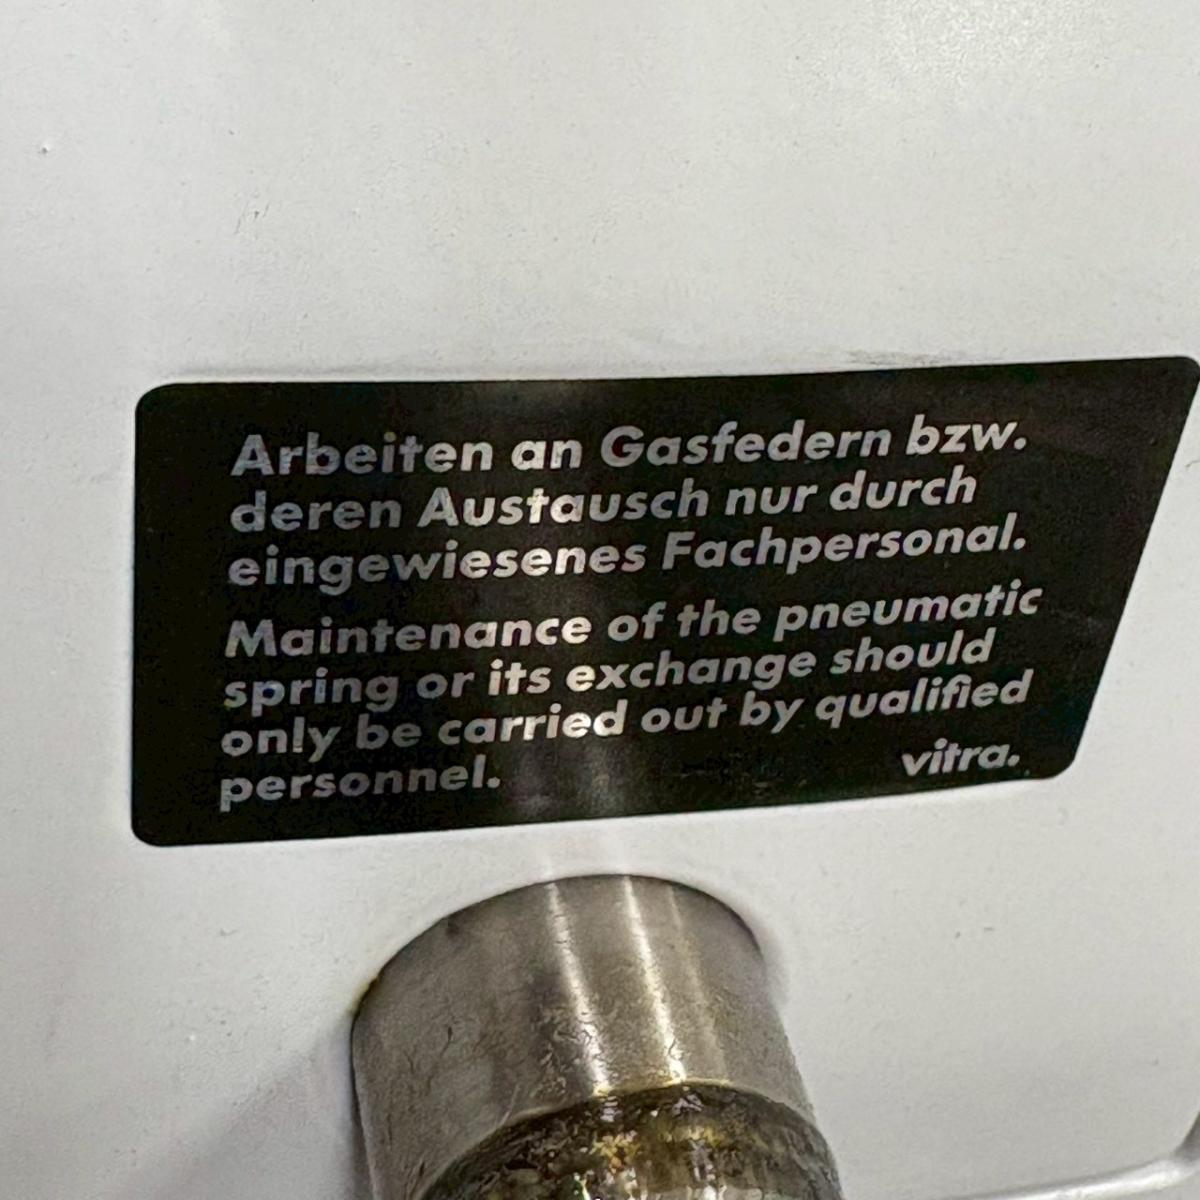 Arbeiten an Gasfedern bzw.
deren Austausch nur durch
eingewiesenes Fachpersonal.
Maintenance of the pneumatic
spring or its exchange should
only be carried out by qualified
personnel.
vitra.